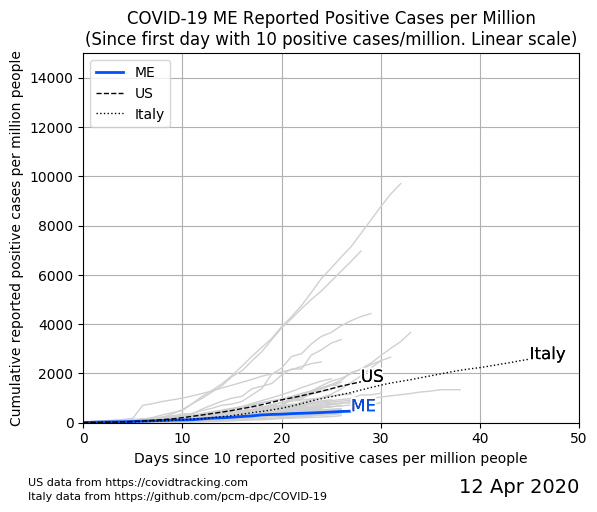 COVID-19 ME Reported Positive Cases per Million
(Since first day with 10 positive cases/million. Linear scale)
Cumulative reported positive cases per million people
14000
12000
10000
8000
6000
4000
2000
0
ME
US
Italy
Italy
US
ME
0 10 20 30 40 50
Days since 10 reported positive cases per million people
US data from https://covidtracking.com
Italy data from https://github.com/pcm-dpc/COVID-19
12 Apr 2020